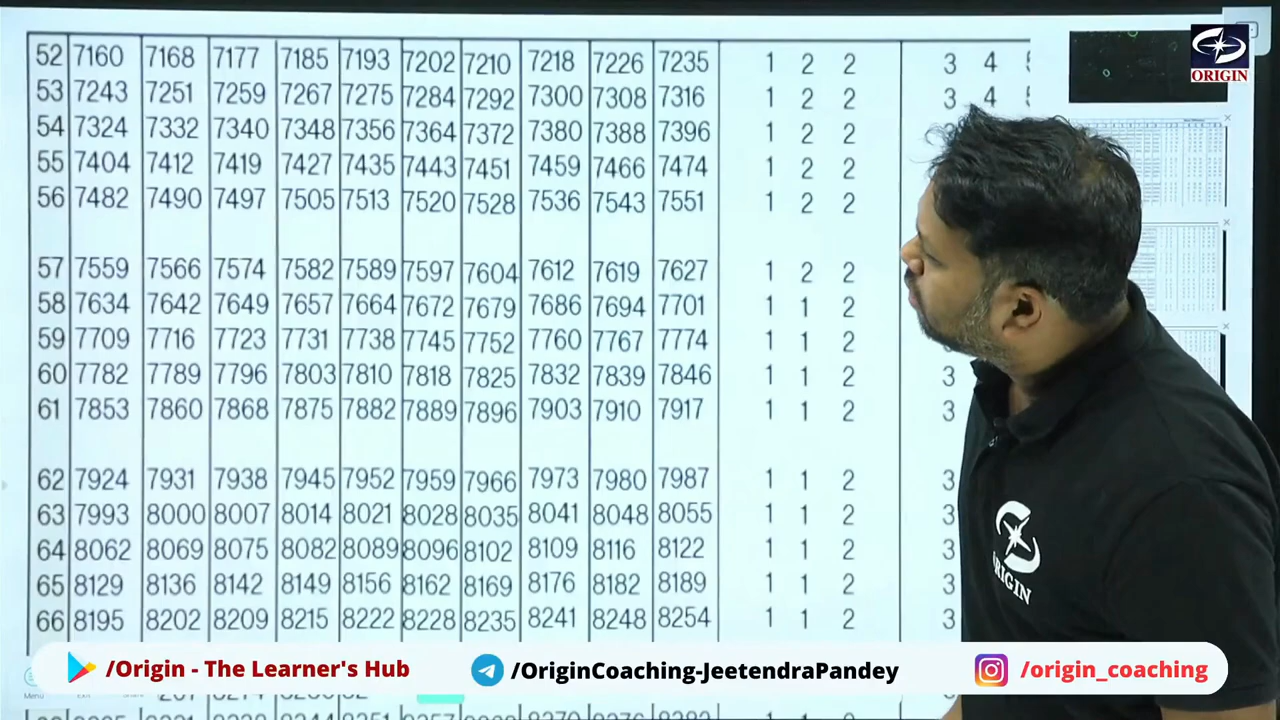 52 7160 7168 7177 7185 7193 7202 7210 7218 7226 7235 1 2 2 3 4
53 7243 7251 7259 7267 7275 7284 7292 7300 7308 7316 1 2 2 3 4
54 7324 7332 7340 7348 7356 7364 7372 7380 7388 7396 1 2 2
55 7404 7412 7419 7427 7435 7443 7451 7459 7466 7474 1 2 2
56 7482 7490 7497 7505 7513 7520 7528 7536 7543 7551 1 2 2
57 7559 7566 7574 7582 7589 7597 7604 7612 7619 7627 1 2 2
58 7634 7642 7649 7657 7664 7672 7679 7686 7694 7701 1 1 2
59 7709 7716 7723 7731 7738 7745 7752 7760 7767 7774 1 1 2
60 7782 7789 7796 7803 7810 7818 7825 7832 7839 7846 1 1 2 3
61 7853 7860 7868 7875 7882 7889 7896 7903 7910 7917 1 1 2 3
62 7924 7931 7938 7945 7952 7959 7966 7973 7980 7987 1 1 2 3
63 7993 8000 8007 8014 8021 8028 8035 8041 8048 8055 1 1 2 3
64 8062 8069 8075 8082 8089 8096 8102 8109 8116 8122 1 1 2 3
65 8129 8136 8142 8149 8156 8162 8169 8176 8182 8189 1 1 2 3
66 8195 8202 8209 8215 8222 8228 8235 8241 8248 8254 1 1 2 3
ORIGIN
ORIGIN
/Origin - The Learner's Hub
/OriginCoaching-JeetendraPandey
/origin_coaching